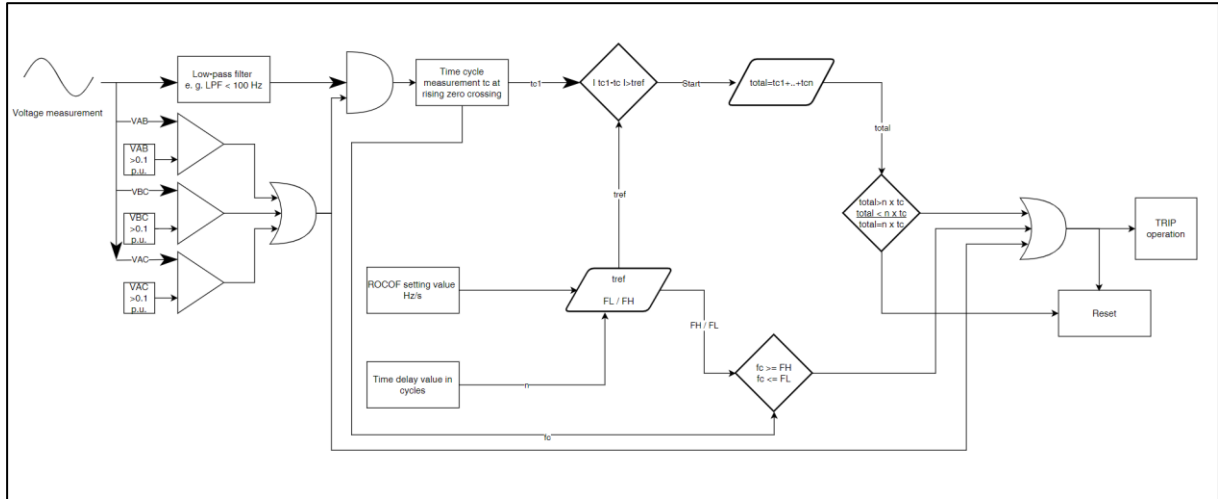 Voltage measurement
Low-pass filter
e. g. LPF < 100 Hz
VAB
VAB
>0.1
p.u.
VBC
VBC
>0.1
p.u.
VAC
VAC
>0.1
p.u.
Time cycle
measurement tc at
rising zero crossing
tc1
I tc1-tc I>tref
Start
total=tc1+..+tcn
total
total>n x tc
total < n x tc
total=n x tc
tref
ROCOF setting value
Hz/s
tref
FL / FH
FH / FL
Time delay value in
cycles
n
fc >= FH
fc <= FL
fc
TRIP
operation
Reset